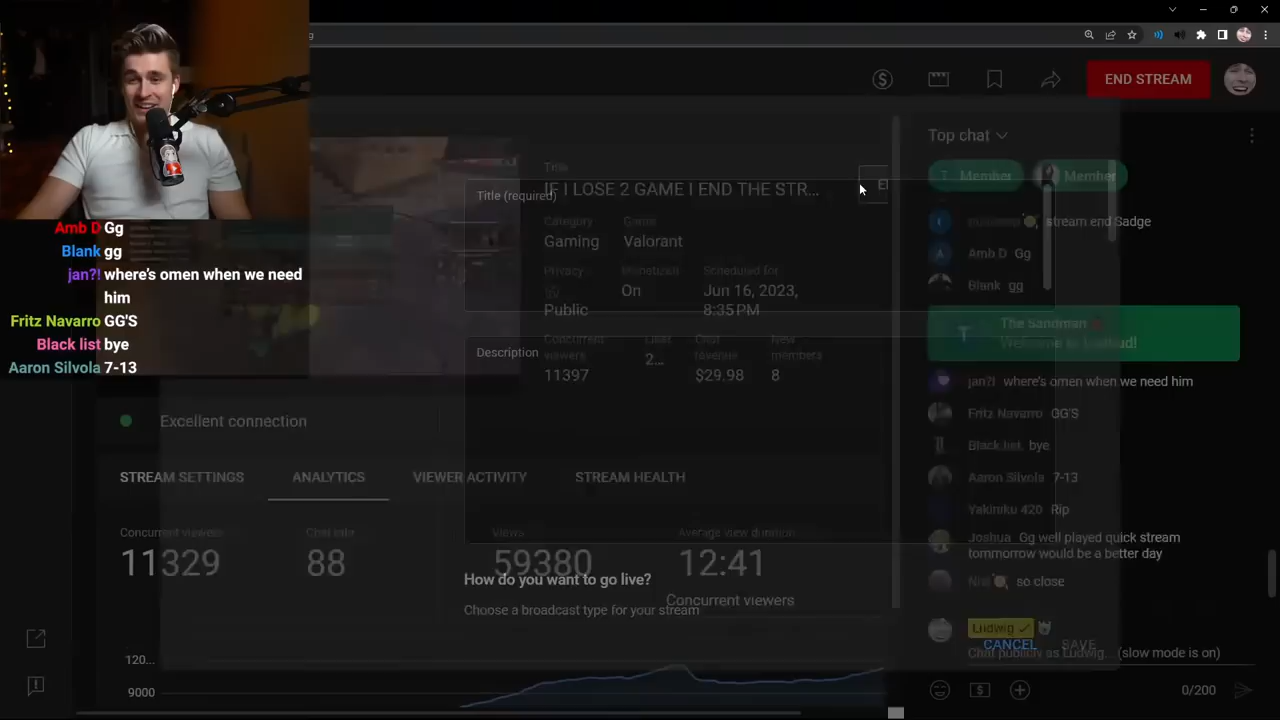 END STREAM
Top chat
Title
IF I LOSE 2 GAME I END THE STR...
Title (required)
Member
Member
stream end Sadge
Amb D Gg
Blank gg
Category
Game
Gaming
Valorant
Privacy
Scheduled for
Public
On
Jun 16, 2023,
8:35 PM
Amb D Gg
Blank gg
jan?! where's omen when we need
him
Fritz Navarro GG'S
Black list bye
Aaron Silvola 7-13
The Sandman
Description
Concurrent
viewers
Likes
Chat
revenue
New
members
11397
2...
$29.98
8
jan?! where's omen when we need him
Fritz Navarro GG'S
Black list bye
Aaron Silvola 7-13
Yakiroku 420 Rip
Joshua Gg well played quick stream
tommorrow would be a better day
so close
Excellent connection
STREAM SETTINGS
ANALYTICS
VIEWER ACTIVITY
STREAM HEALTH
Concurrent viewers
Chat rate
Views
Average view duration
11329
88
59380
12:41
How do you want to go live?
Choose a broadcast type for your stream
Concurrent viewers
Ludwig
CANCEL
SAVE
Chat publicly as Ludwig... (slow mode is on)
120...
9000
0/200